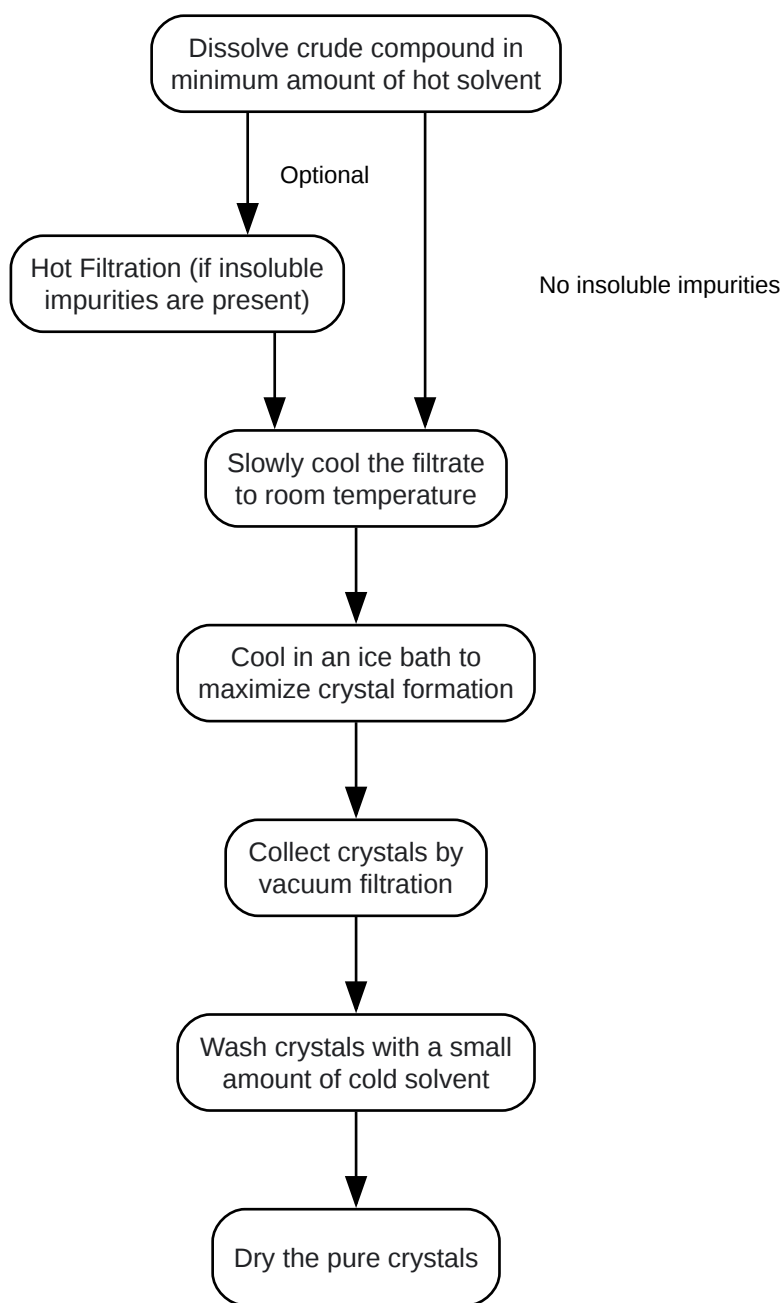 Dissolve crude compound in
minimum amount of hot solvent
Optional
Hot Filtration (if insoluble
impurities are present)
No insoluble impurities
Slowly cool the filtrate
to room temperature
Cool in an ice bath to
maximize crystal formation
Collect crystals by
vacuum filtration
Wash crystals with a small
amount of cold solvent
Dry the pure crystals